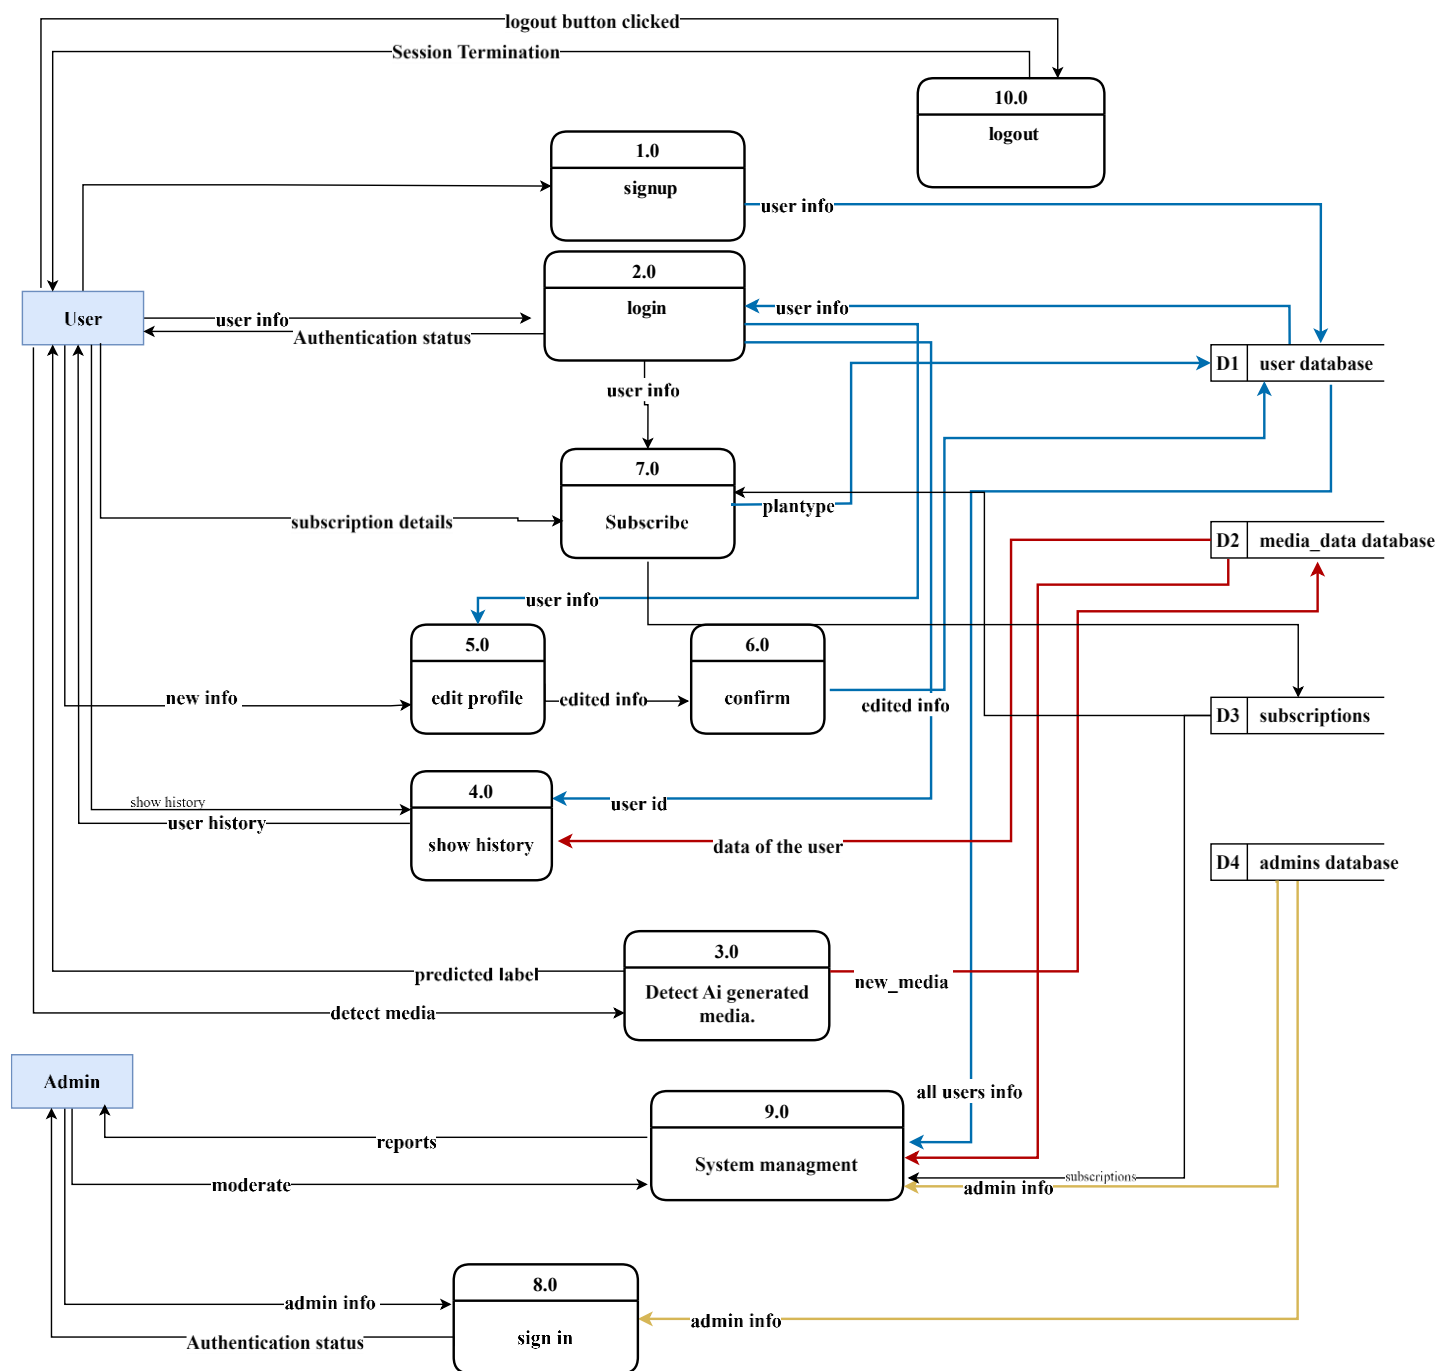 logout button clicked
Session Termination
10.0
logout
1.0
signup
user info
2.0
login
User
user info
Authentication status
user info
D1 user database
user info
7.0
Subscribe
plantype
subscription details
D2 media_data database
user info
5.0
edit profile
6.0
confirm
new info
edited info
edited info
D3 subscriptions
4.0
show history
show history
user history
user id
data of the user
D4 admins database
3.0
Detect Ai generated
media.
predicted label
new_media
detect media
Admin
all users info
9.0
System managment
reports
moderate
subscriptions
admin info
8.0
sign in
admin info
admin info
Authentication status